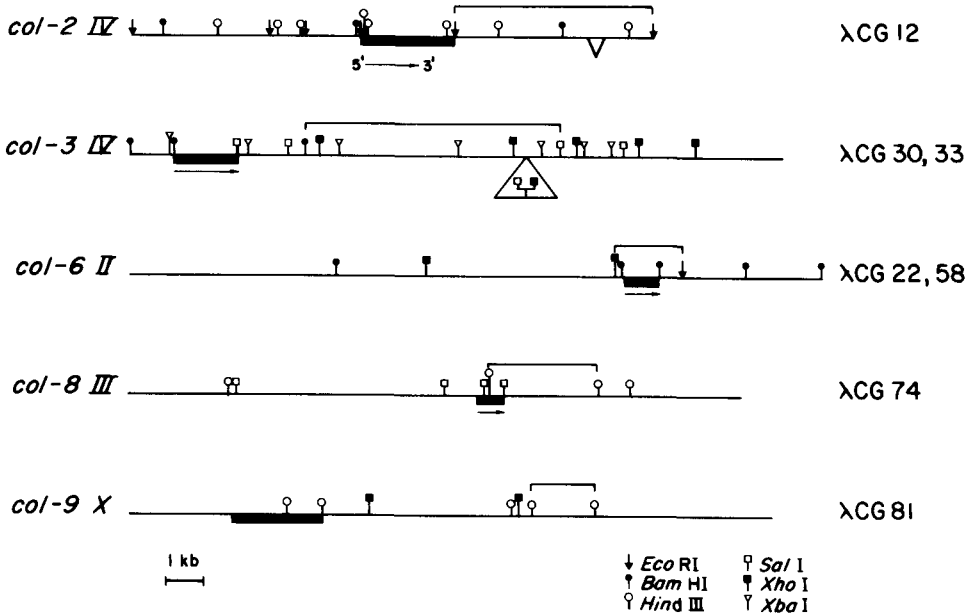 col-2 IV λCG 12
5' 3'
col-3 IV λCG 30, 33
col-6 II λCG 22, 58
col-8 III λCG 74
col-9 X λCG 81
1 kb
Eco RI Sal I
Bam HI Xho I
Hind III Xba I